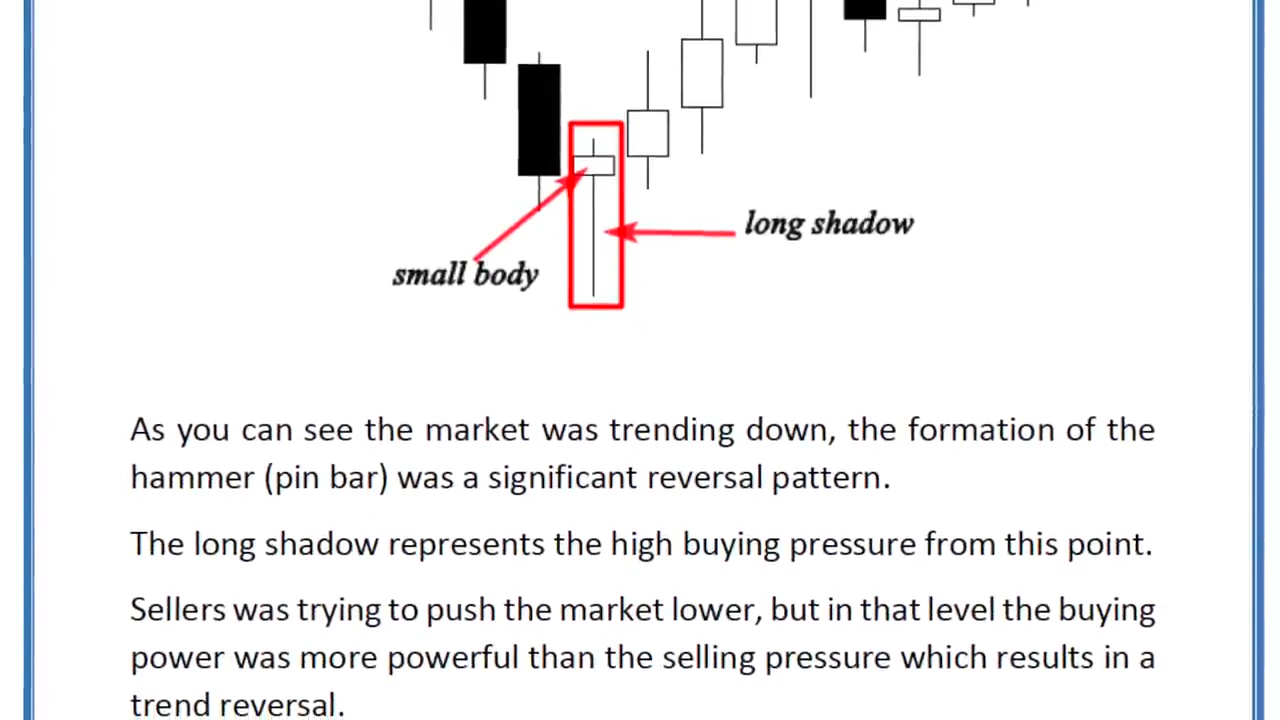 long shadow
small body
As you can see the market was trending down, the formation of the
hammer (pin bar) was a significant reversal pattern.
The long shadow represents the high buying pressure from this point.
Sellers was trying to push the market lower, but in that level the buying
power was more powerful than the selling pressure which results in a
trend reversal.